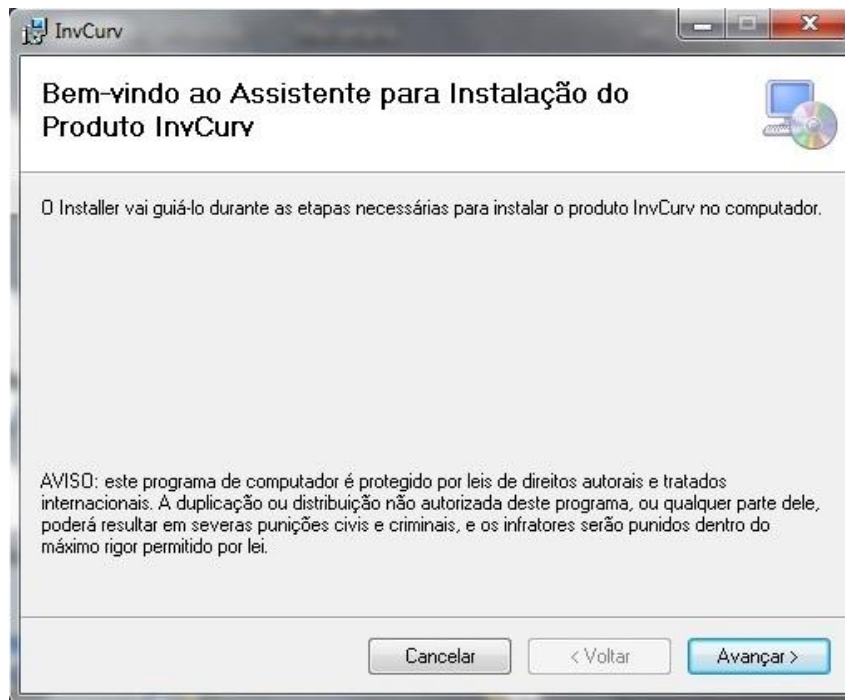 InvCurv
Bem-vindo ao Assistente para Instalação do
Produto InvCurv
O Installer vai guiá-lo durante as etapas necessárias para instalar o produto InvCurv no computador.
AVISO: este programa de computador é protegido por leis de direitos autorais e tratados
internacionais. A duplicação ou distribuição não autorizada deste programa, ou qualquer parte dele,
poderá resultar em severas punições civis e criminais, e os infratores serão punidos dentro do
máximo rigor permitido por lei.
Cancelar
< Voltar
Avançar >